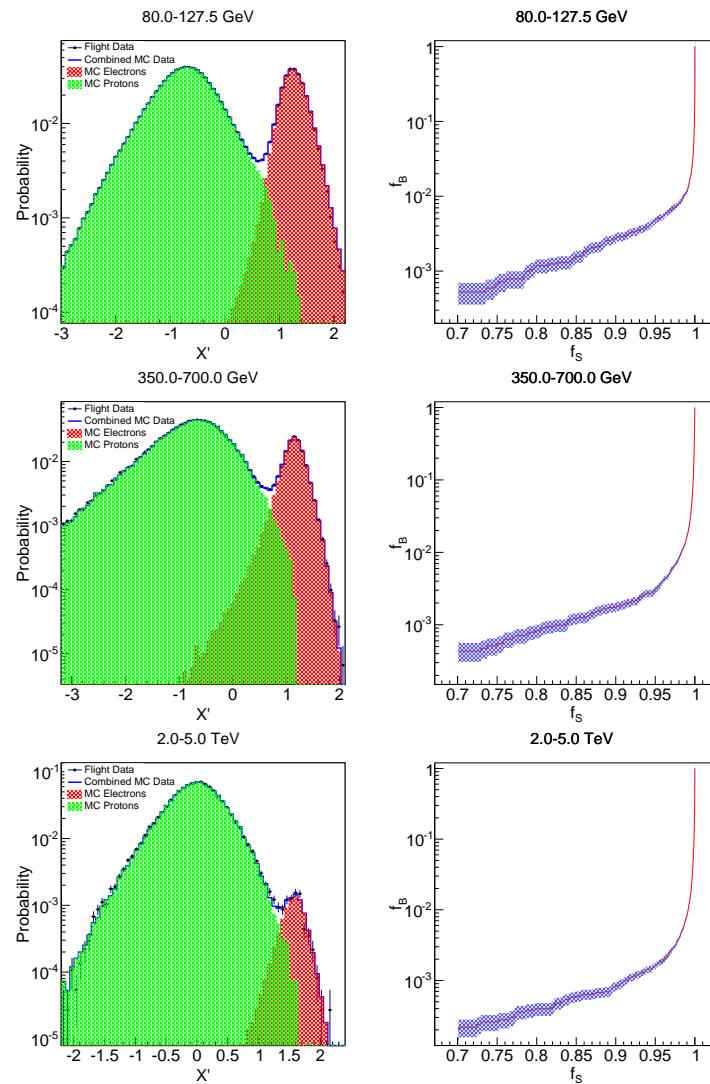 80.0-127.5 GeV
Flight Data
Combined MC Data
MC Electrons
MC Protons
Probability
10⁻²
10⁻³
10⁻⁴
-3 -2 -1 0 1 2
X'
80.0-127.5 GeV
f_B
1
10⁻¹
10⁻²
10⁻³
0.7 0.75 0.8 0.85 0.9 0.95 1
f_S
350.0-700.0 GeV
Flight Data
Combined MC Data
MC Electrons
MC Protons
Probability
10⁻²
10⁻³
10⁻⁴
10⁻⁵
-3 -2 -1 0 1 2
X'
350.0-700.0 GeV
f_B
1
10⁻¹
10⁻²
10⁻³
0.7 0.75 0.8 0.85 0.9 0.95 1
f_S
2.0-5.0 TeV
Flight Data
Combined MC Data
MC Electrons
MC Protons
Probability
10⁻¹
10⁻²
10⁻³
10⁻⁴
10⁻⁵
-2 -1.5 -1 -0.5 0 0.5 1 1.5 2
X'
2.0-5.0 TeV
f_B
1
10⁻¹
10⁻²
10⁻³
0.7 0.75 0.8 0.85 0.9 0.95 1
f_S